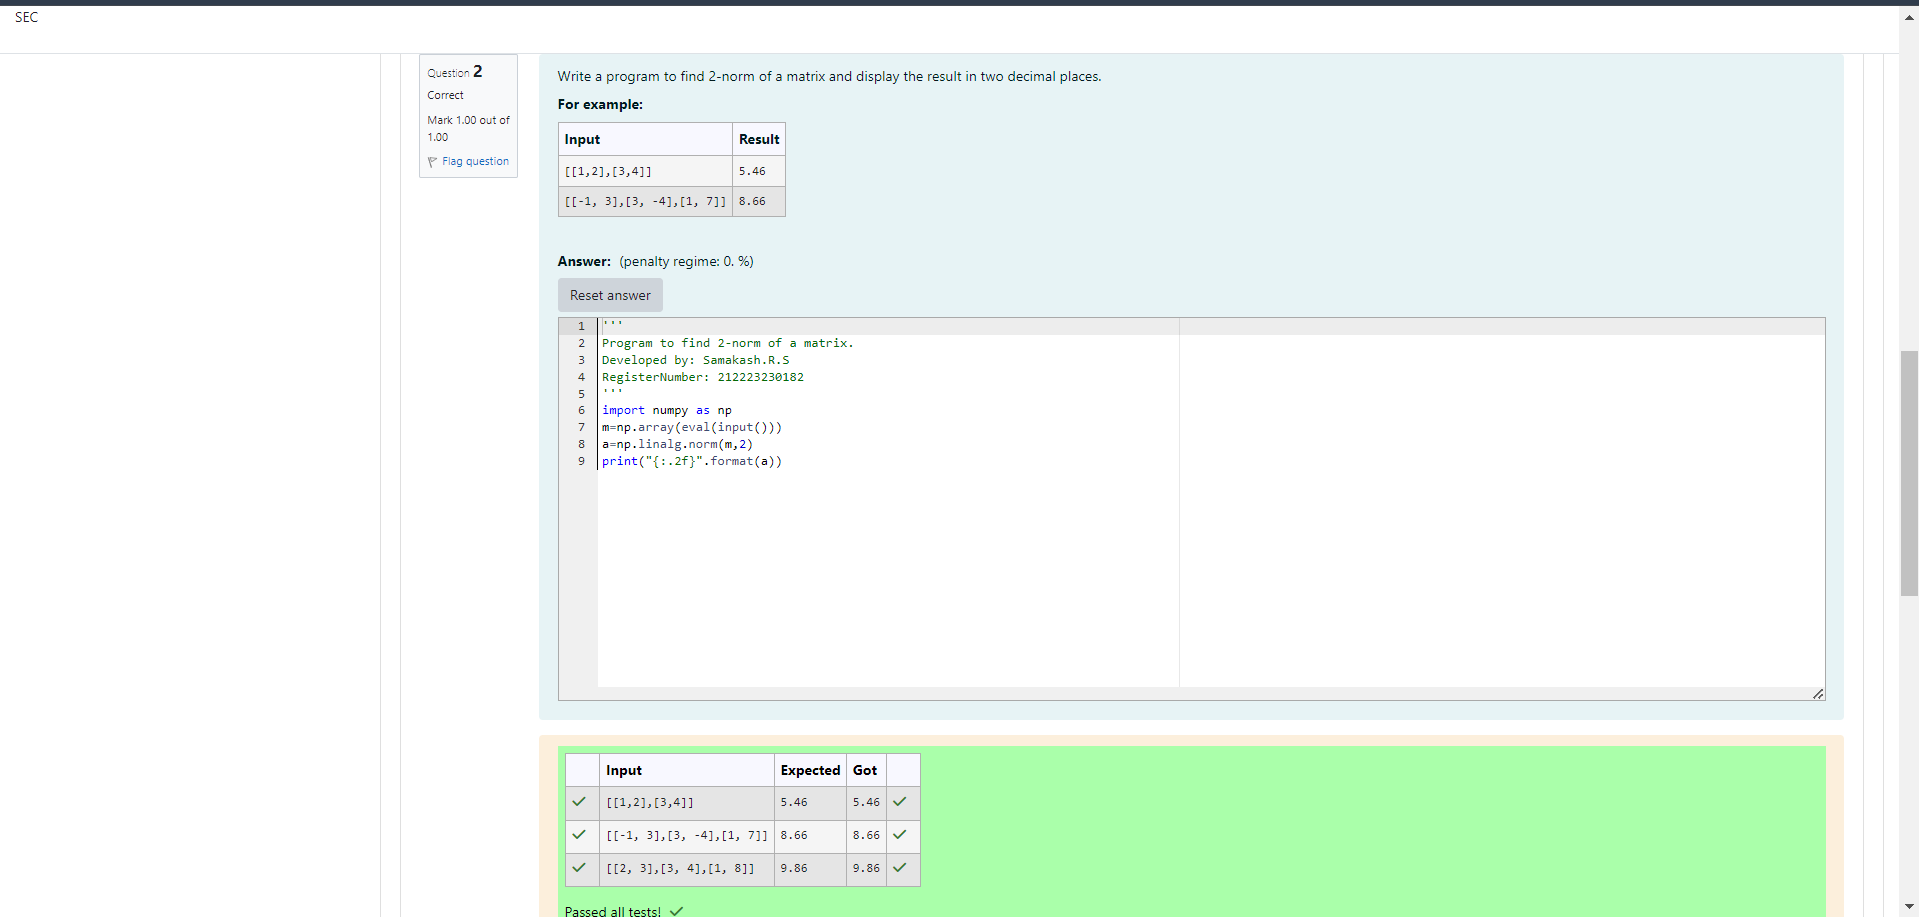 SEC
Question 2
Correct
Mark 1.00 out of
1.00
Flag question
Write a program to find 2-norm of a matrix and display the result in two decimal places.
For example:
Input Result
[[1,2],[3,4]] 5.46
[[-1, 3],[3, -4],[1, 7]] 8.66
Answer: (penalty regime: 0. %)
Reset answer
1 '''
2 Program to find 2-norm of a matrix.
3 Developed by: Samakash.R.S
4 RegisterNumber: 212223230182
5 '''
6 import numpy as np
7 m=np.array(eval(input()))
8 a=np.linalg.norm(m,2)
9 print("{:.2f}".format(a))
Input Expected Got
[[1,2],[3,4]] 5.46 5.46
[[-1, 3],[3, -4],[1, 7]] 8.66 8.66
[[2, 3],[3, 4],[1, 8]] 9.86 9.86
Passed all tests!